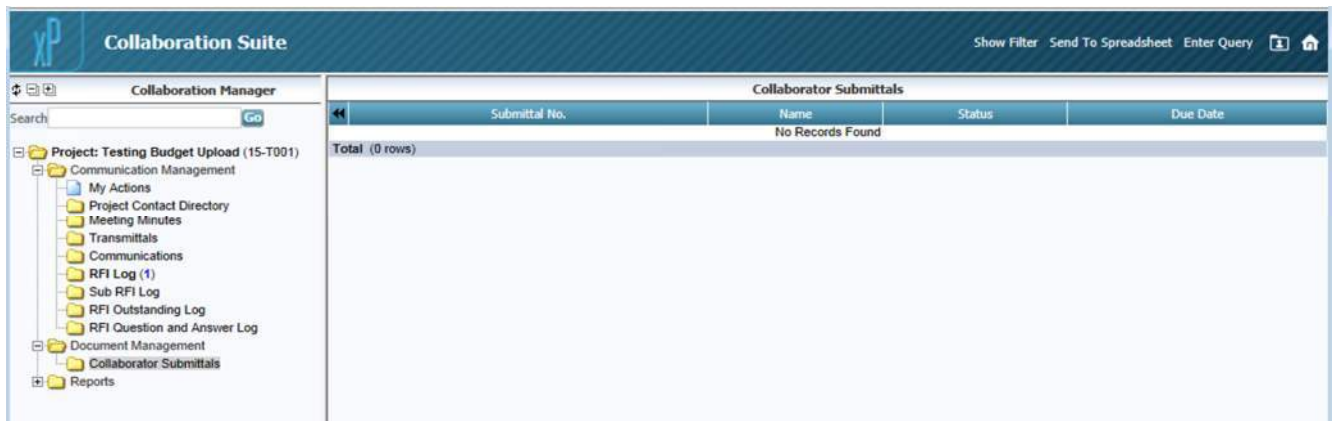 xP Collaboration Suite Show Filter Send To Spreadsheet Enter Query
Collaboration Manager
Search Go
Project: Testing Budget Upload (15-T001)
Communication Management
My Actions
Project Contact Directory
Meeting Minutes
Transmittals
Communications
RFI Log (1)
Sub RFI Log
RFI Outstanding Log
RFI Question and Answer Log
Document Management
Collaborator Submittals
Reports
Collaborator Submittals
Submittal No. Name Status Due Date
No Records Found
Total (0 rows)